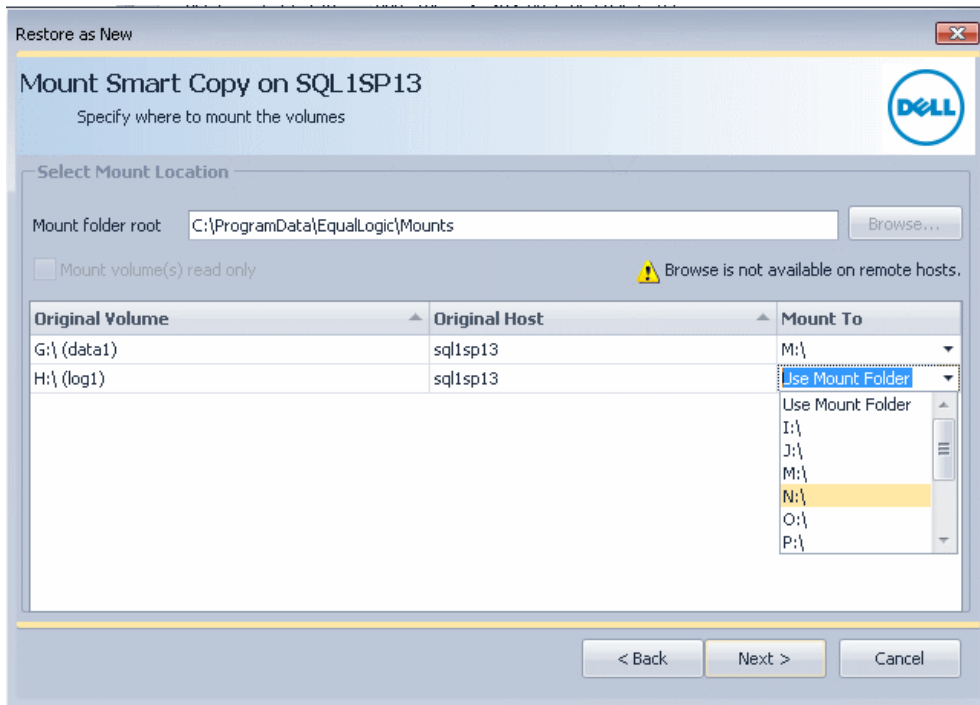 Restore as New
Mount Smart Copy on SQL1SP13
Specify where to mount the volumes
DELL
Select Mount Location
Mount folder root C:\ProgramData\EqualLogic\Mounts Browse...
Mount volume(s) read only Browse is not available on remote hosts.
Original Volume Original Host Mount To
G:\ (data1) sql1sp13 M:\
H:\ (log1) sql1sp13 Use Mount Folder
Use Mount Folder
I:\
J:\
M:\
N:\
O:\
P:\
< Back Next > Cancel